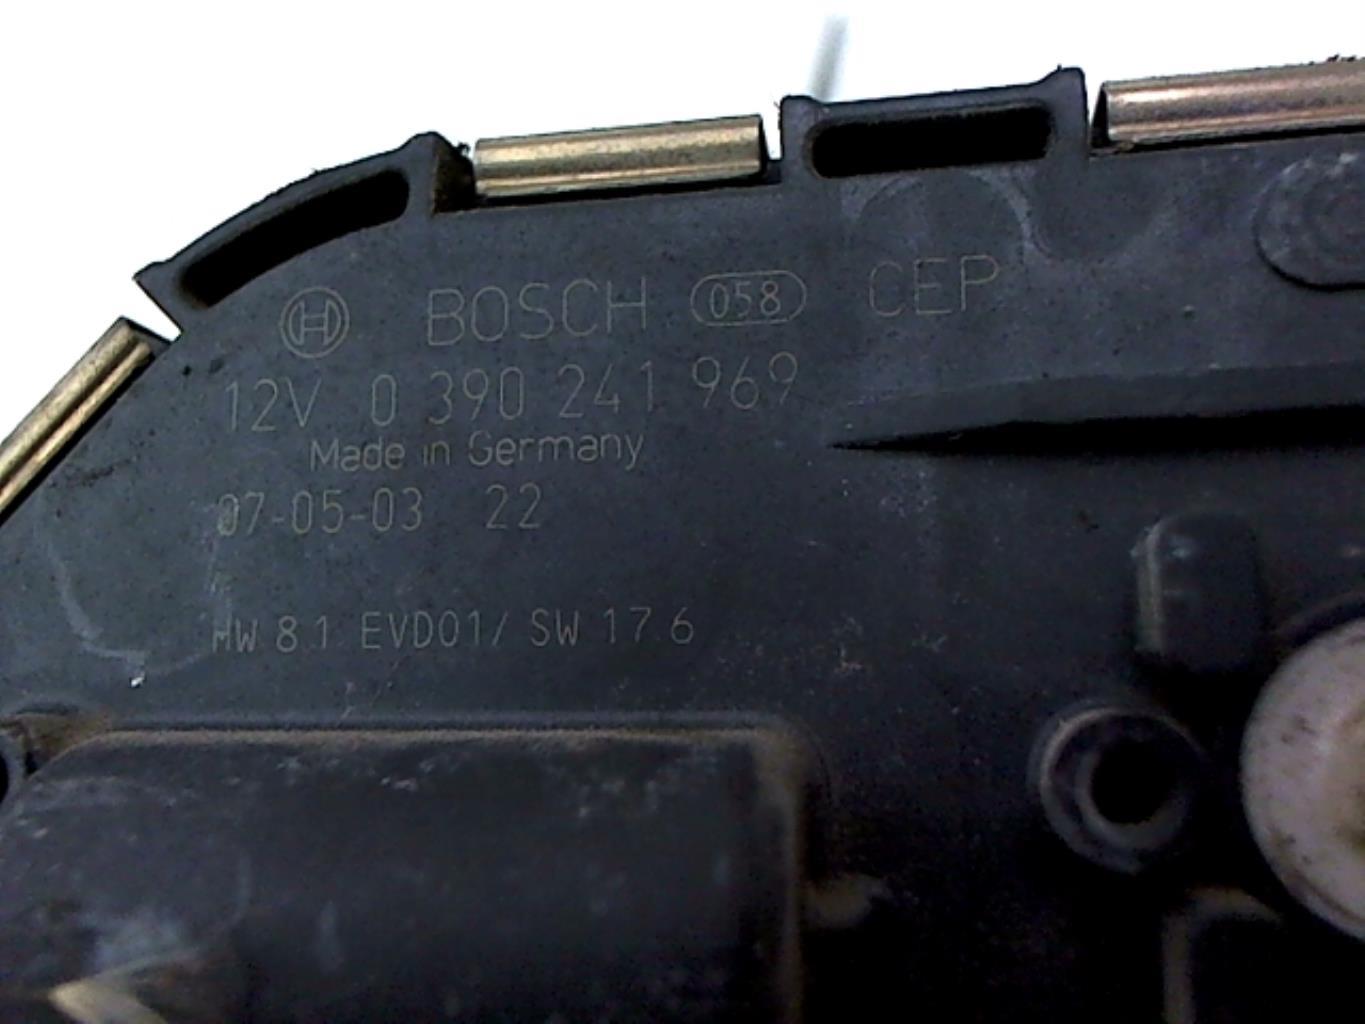 BOSCH 058 CEP
12V 0 390 241 969
Made in Germany
07-05-03 22
HW 8.1 EVD01/ SW 17.6